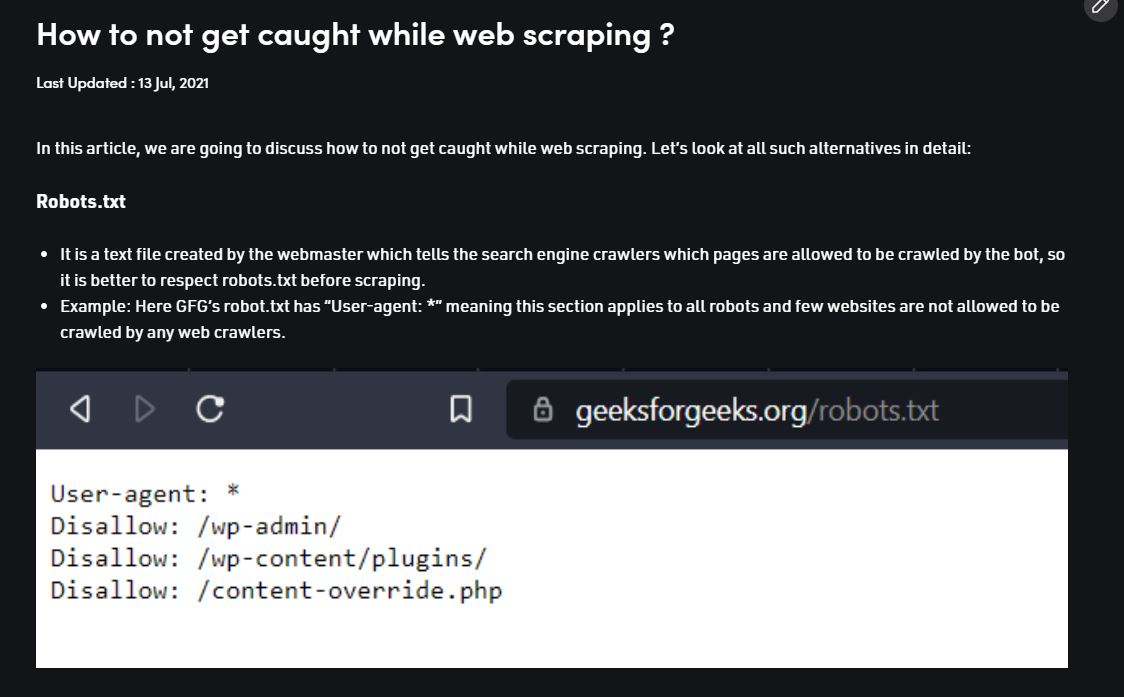 How to not get caught while web scraping ?
Last Updated : 13 Jul, 2021
In this article, we are going to discuss how to not get caught while web scraping. Let's look at all such alternatives in detail:
Robots.txt
• It is a text file created by the webmaster which tells the search engine crawlers which pages are allowed to be crawled by the bot, so
it is better to respect robots.txt before scraping.
• Example: Here GFG's robot.txt has "User-agent: *" meaning this section applies to all robots and few websites are not allowed to be
crawled by any web crawlers.
geeksforgeeks.org/robots.txt
User-agent: *
Disallow: /wp-admin/
Disallow: /wp-content/plugins/
Disallow: /content-override.php